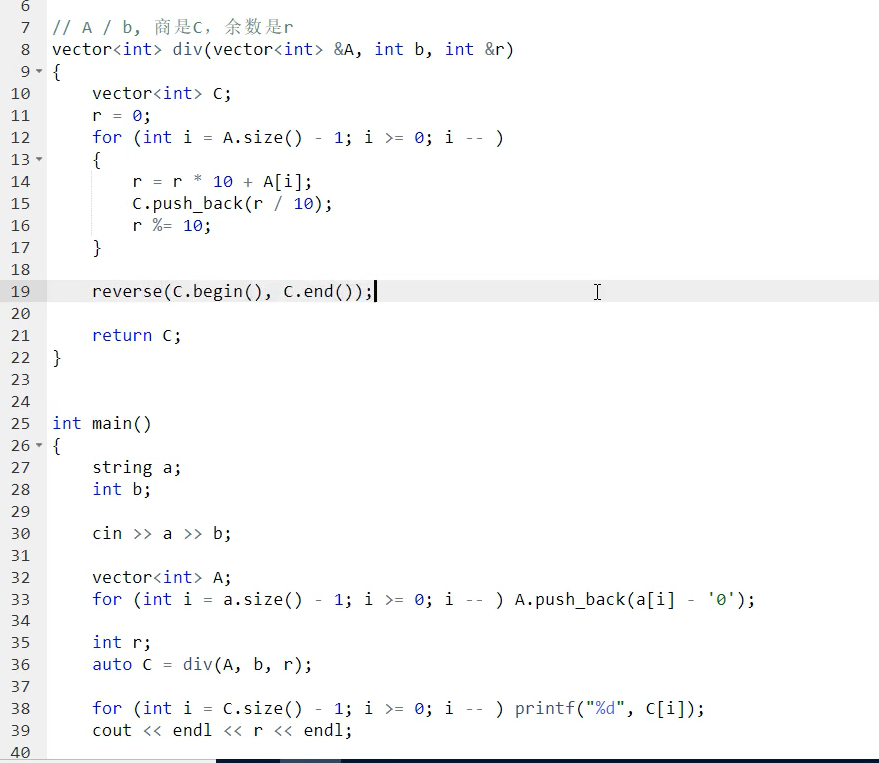 6
7 // A / b, 商是C, 余数是r
8 vector<int> div(vector<int> &A, int b, int &r)
9 {
10 vector<int> C;
11 r = 0;
12 for (int i = A.size() - 1; i >= 0; i -- )
13 {
14 r = r * 10 + A[i];
15 C.push_back(r / 10);
16 r %= 10;
17 }
18
19 reverse(C.begin(), C.end());
20
21 return C;
22 }
23
24
25 int main()
26 {
27 string a;
28 int b;
29
30 cin >> a >> b;
31
32 vector<int> A;
33 for (int i = a.size() - 1; i >= 0; i -- ) A.push_back(a[i] - '0');
34
35 int r;
36 auto C = div(A, b, r);
37
38 for (int i = C.size() - 1; i >= 0; i -- ) printf("%d", C[i]);
39 cout << endl << r << endl;
40